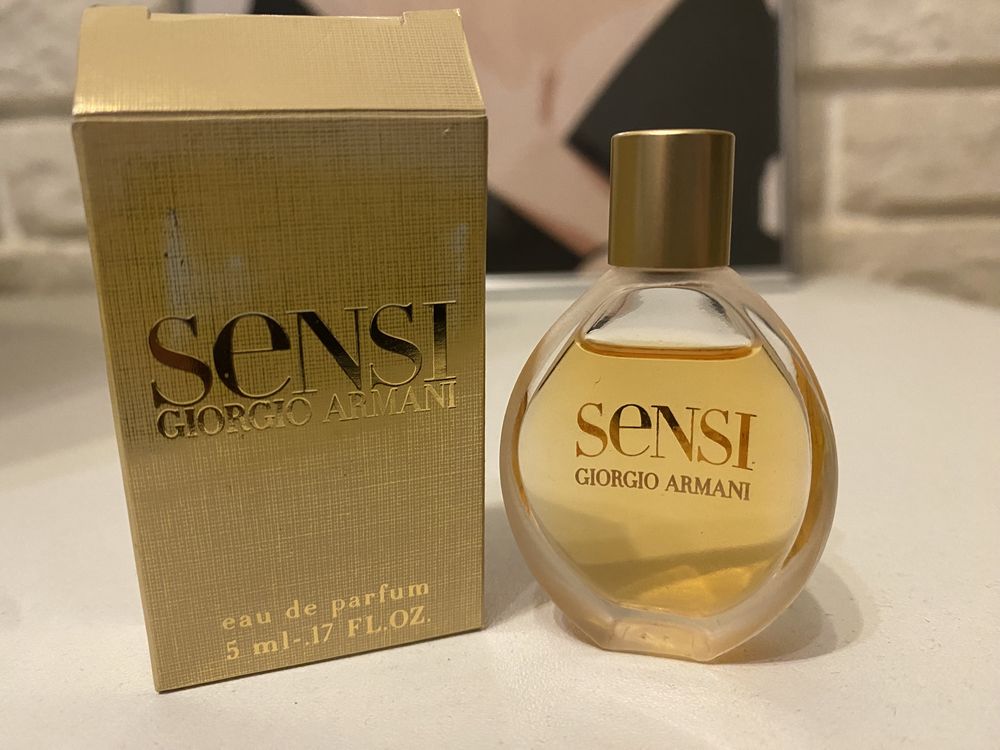 SeNSI
GIORGIO ARMANI
eau de parfum
5 ml-.17 FL.OZ.
SeNSI
GIORGIO ARMANI